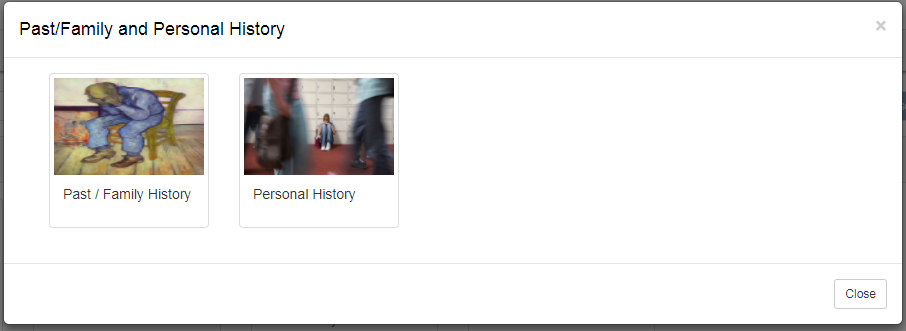 Past/Family and Personal History
×
Past / Family History
Personal History
Close